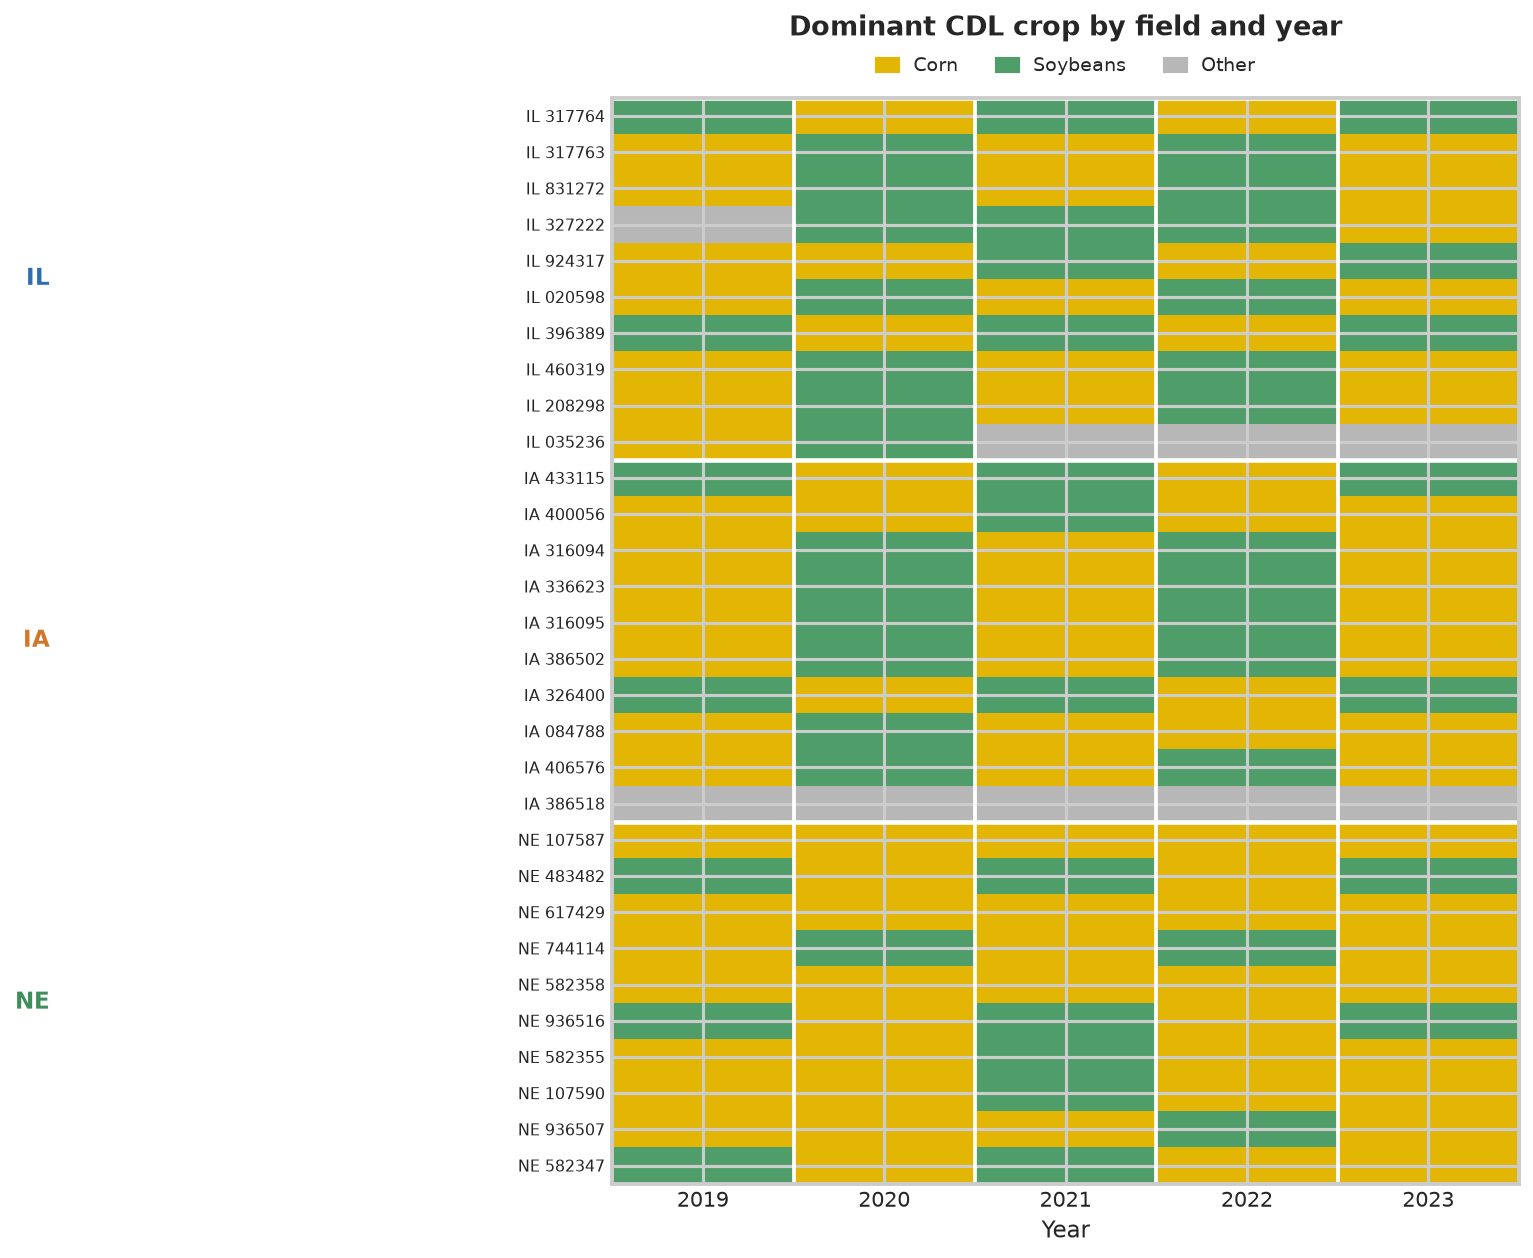 Dominant CDL crop by field and year
Corn Soybeans Other
IL 317764
IL 317763
IL 831272
IL 327222
IL 924317
IL
IL 020598
IL 396389
IL 460319
IL 208298
IL 035236
IA 433115
IA 400056
IA 316094
IA 336623
IA 316095
IA
IA 386502
IA 326400
IA 084788
IA 406576
IA 386518
NE 107587
NE 483482
NE 617429
NE 744114
NE 582358
NE
NE 936516
NE 582355
NE 107590
NE 936507
NE 582347
2019 2020 2021 2022 2023
Year